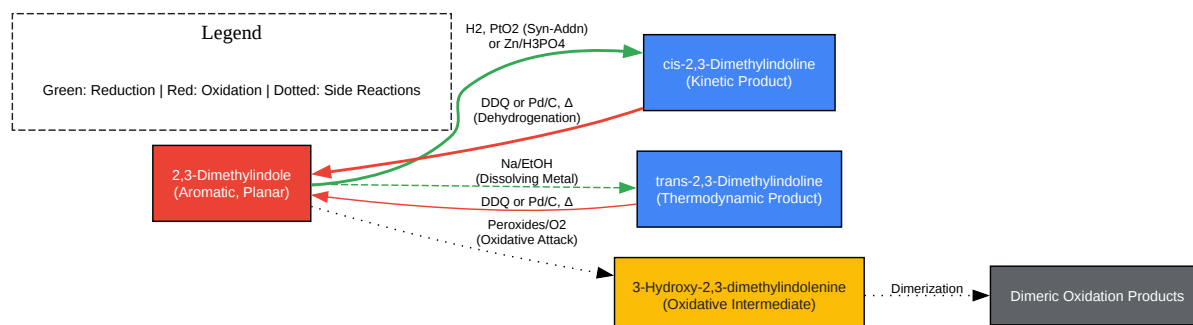 Legend
Green: Reduction | Red: Oxidation | Dotted: Side Reactions
H2, PtO2 (Syn-Addn)
or Zn/H3PO4
cis-2,3-Dimethylindoline
(Kinetic Product)
DDQ or Pd/C, Δ
(Dehydrogenation)
2,3-Dimethylindole
(Aromatic, Planar)
Na/EtOH
(Dissolving Metal)
trans-2,3-Dimethylindoline
(Thermodynamic Product)
DDQ or Pd/C, Δ
Peroxides/O2
(Oxidative Attack)
3-Hydroxy-2,3-dimethylindolenine
(Oxidative Intermediate)
Dimerization
Dimeric Oxidation Products